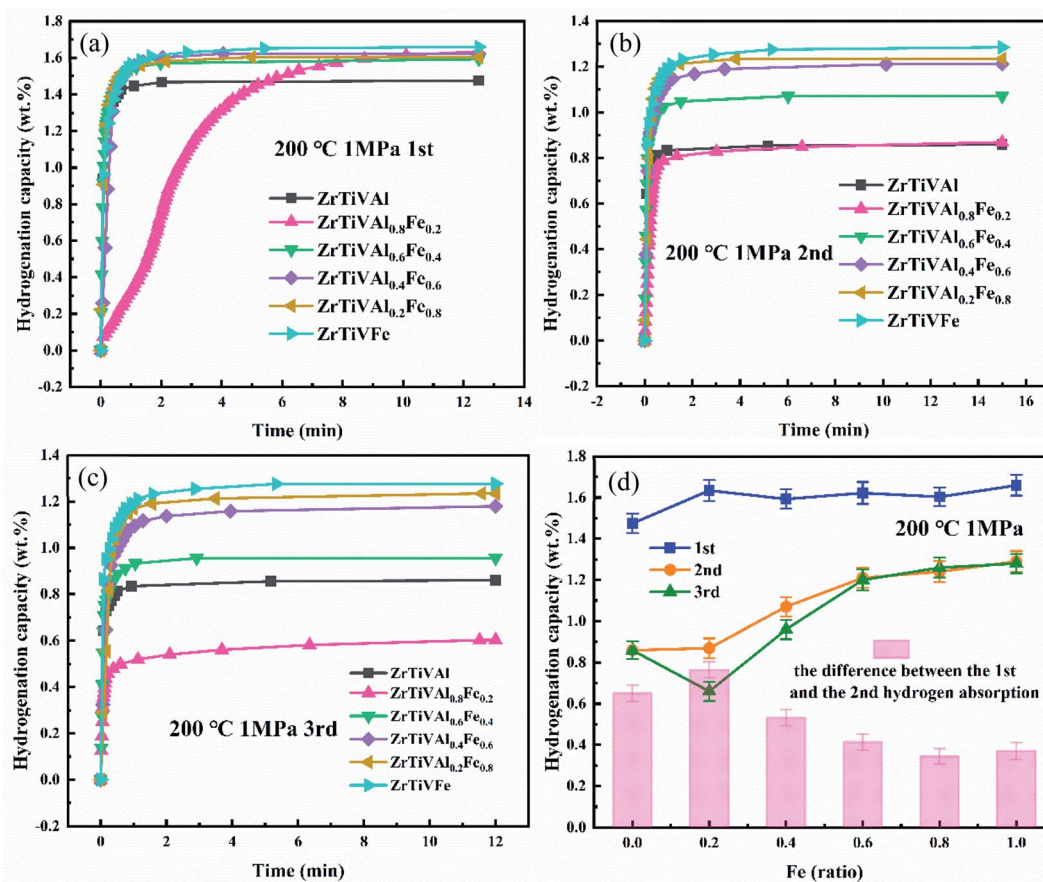 (a)
Hydrogenation capacity (wt.%)
1.8
1.6
1.4
1.2
1.0
0.8
0.6
0.4
0.2
0.0
-0.2
200 °C 1MPa 1st
ZrTiVAl
ZrTiVAl0.8Fe0.2
ZrTiVAl0.6Fe0.4
ZrTiVAl0.4Fe0.6
ZrTiVAl0.2Fe0.8
ZrTiVFe
0 2 4 6 8 10 12 14
Time (min)
(b)
Hydrogenation capacity (wt.%)
1.4
1.2
1.0
0.8
0.6
0.4
0.2
0.0
-0.2
ZrTiVAl
ZrTiVAl0.8Fe0.2
ZrTiVAl0.6Fe0.4
200 °C 1MPa 2nd
ZrTiVAl0.4Fe0.6
ZrTiVAl0.2Fe0.8
ZrTiVFe
-2 0 2 4 6 8 10 12 14 16
Time (min)
(c)
Hydrogenation capacity (wt.%)
1.4
1.2
1.0
0.8
0.6
0.4
0.2
0.0
-0.2
ZrTiVAl
ZrTiVAl0.8Fe0.2
200 °C 1MPa 3rd
ZrTiVAl0.6Fe0.4
ZrTiVAl0.4Fe0.6
ZrTiVAl0.2Fe0.8
ZrTiVFe
0 2 4 6 8 10 12
Time (min)
(d)
Hydrogenation capacity (wt.%)
1.8
1.6
1.4
1.2
1.0
0.8
0.6
0.4
0.2
0.0
200 °C 1MPa
1st
2nd
3rd
the difference between the 1st
and the 2nd hydrogen absorption
0.0 0.2 0.4 0.6 0.8 1.0
Fe (ratio)